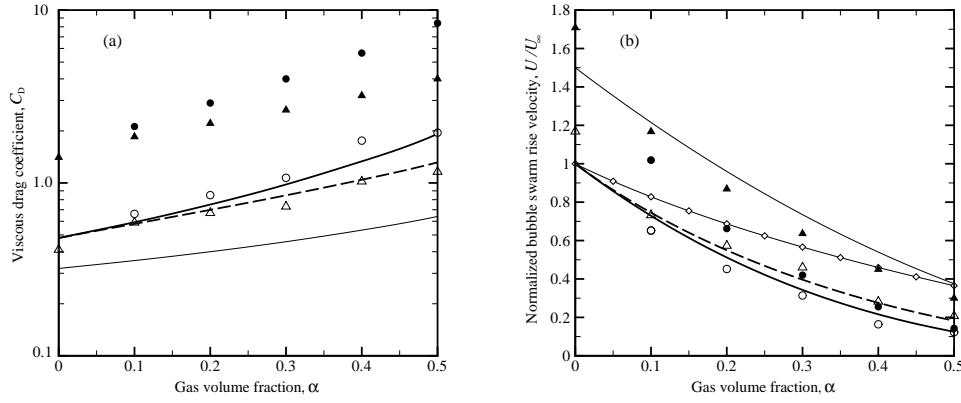 10
1.0
0.1
(a)
Viscous drag coefficient, C_D
0 0.1 0.2 0.3 0.4 0.5
Gas volume fraction, α
1.8
1.6
1.4
1.2
1
0.8
0.6
0.4
0.2
0
(b)
Normalized bubble swarm rise velocity, U/U_∞
0 0.1 0.2 0.3 0.4 0.5
Gas volume fraction, α